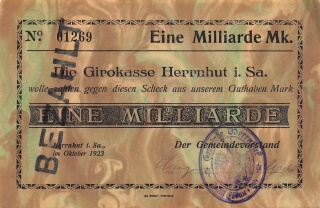 No 01269
Eine Milliarde Mk.
Die Girokasse Herrnhut i. Sa.
wolle zahlen gegen diesen Scheck aus unserem Guthaben Mark
EINE MILLIARDE
Herrnhut i. Sa.,
im Oktober 1923
Der Gemeindevorstand
BEZAHLT